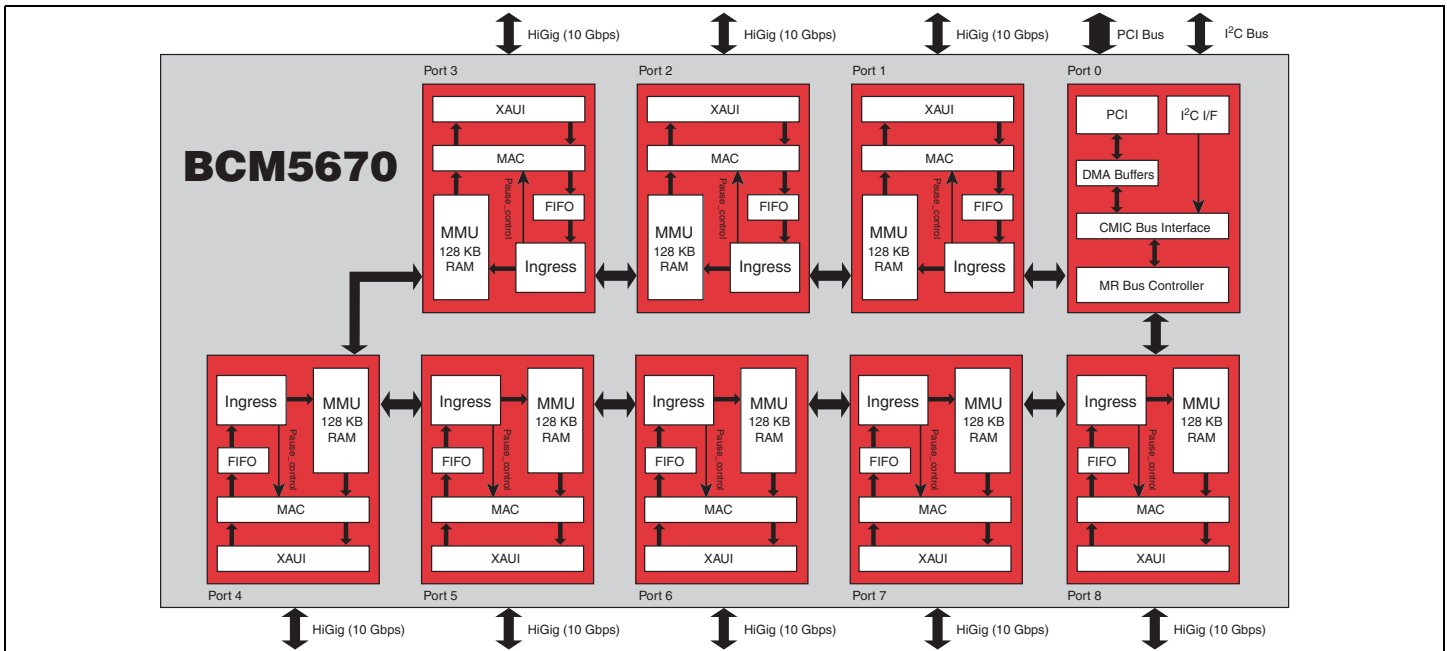 HiGig (10 Gbps)
HiGig (10 Gbps)
HiGig (10 Gbps)
PCI Bus
I²C Bus
BCM5670
Port 3
XAUI
MAC
Pause_control
FIFO
MMU
128 KB
RAM
Ingress
Port 2
XAUI
MAC
Pause_control
FIFO
MMU
128 KB
RAM
Ingress
Port 1
XAUI
MAC
Pause_control
FIFO
MMU
128 KB
RAM
Ingress
Port 0
PCI
I²C I/F
DMA Buffers
CMIC Bus Interface
MR Bus Controller
Ingress
MMU
128 KB
RAM
Pause_control
FIFO
MAC
XAUI
Port 4
Ingress
MMU
128 KB
RAM
Pause_control
FIFO
MAC
XAUI
Port 5
Ingress
MMU
128 KB
RAM
Pause_control
FIFO
MAC
XAUI
Port 6
Ingress
MMU
128 KB
RAM
Pause_control
FIFO
MAC
XAUI
Port 7
Ingress
MMU
128 KB
RAM
Pause_control
FIFO
MAC
XAUI
Port 8
HiGig (10 Gbps)
HiGig (10 Gbps)
HiGig (10 Gbps)
HiGig (10 Gbps)
HiGig (10 Gbps)